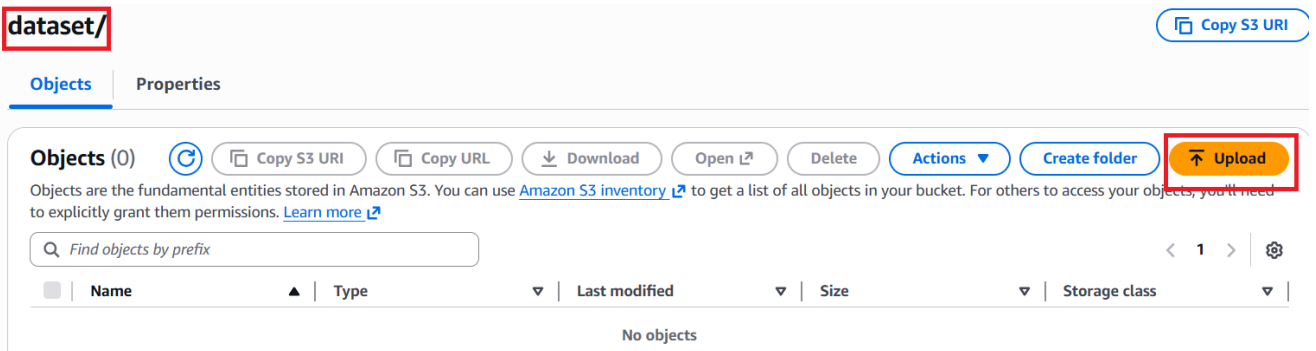 dataset/
Copy S3 URI
Objects Properties
Objects (0) Copy S3 URI Copy URL Download Open Delete Actions Create folder Upload
Objects are the fundamental entities stored in Amazon S3. You can use Amazon S3 inventory to get a list of all objects in your bucket. For others to access your objects, you'll need
to explicitly grant them permissions. Learn more
Find objects by prefix
1
Name Type Last modified Size Storage class
No objects